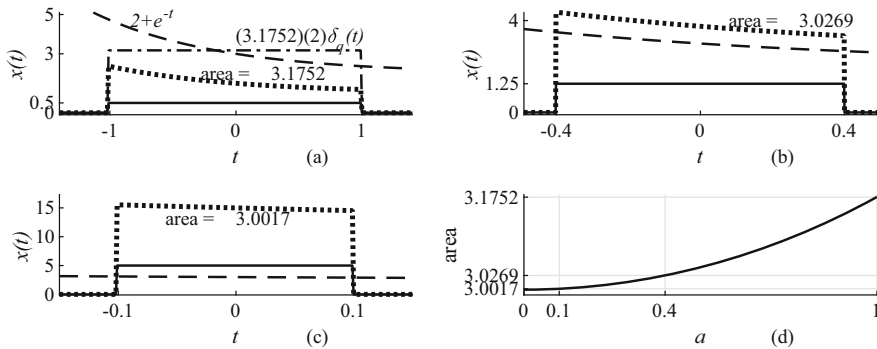 5
3
0.5
0
x(t)
2+e^{-t}
(3.1752)(2)δ_q(t)
area = 3.1752
-1
0
1
t
(a)
4
1.25
0
x(t)
area = 3.0269
-0.4
0
0.4
t
(b)
15
10
5
0
x(t)
area = 3.0017
-0.1
0
0.1
t
(c)
3.1752
3.0269
3.0017
area
0
0.1
0.4
1
a
(d)